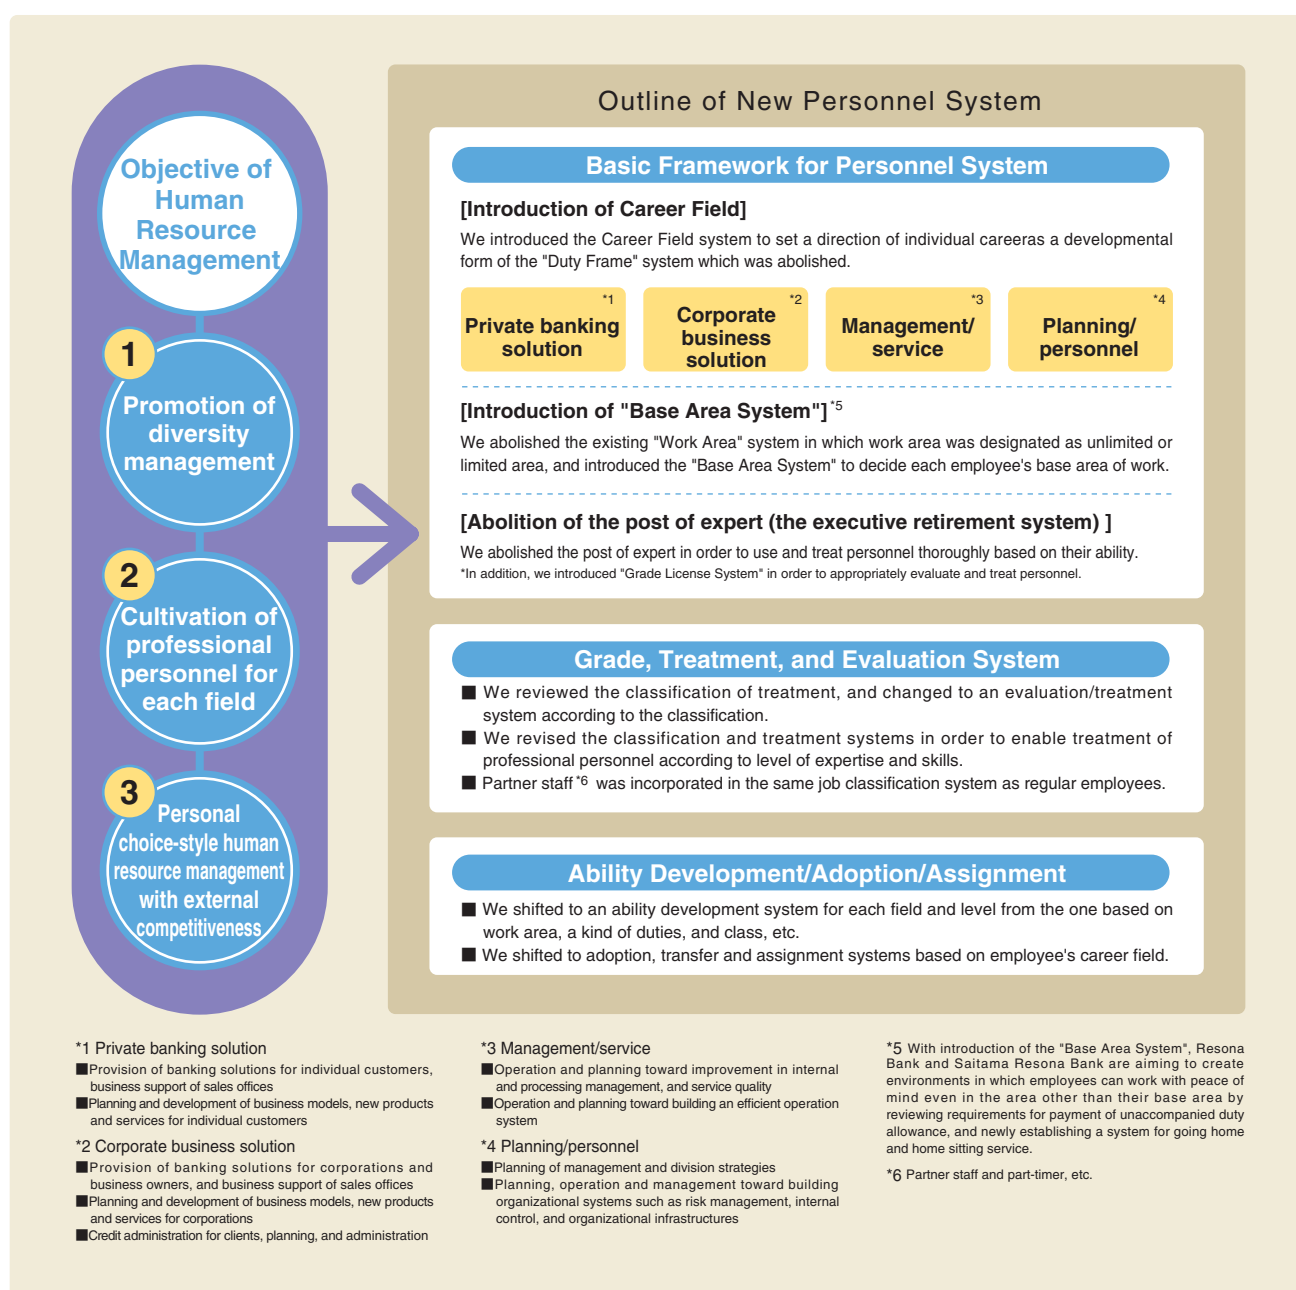 Objective of
Human
Resource
Management
1
Promotion of
diversity
management
2
Cultivation of
professional
personnel for
each field
3
Personal
choice-style human
resource management
with external
competitiveness
Outline of New Personnel System
Basic Framework for Personnel System
[Introduction of Career Field]
We introduced the Career Field system to set a direction of individual careeras a developmental
form of the "Duty Frame" system which was abolished.
*1
Private banking
solution
*2
Corporate
business
solution
*3
Management/
service
*4
Planning/
personnel
[Introduction of "Base Area System"]*5
We abolished the existing "Work Area" system in which work area was designated as unlimited or
limited area, and introduced the "Base Area System" to decide each employee's base area of work.
[Abolition of the post of expert (the executive retirement system) ]
We abolished the post of expert in order to use and treat personnel thoroughly based on their ability.
*In addition, we introduced "Grade License System" in order to appropriately evaluate and treat personnel.
Grade, Treatment, and Evaluation System
■ We reviewed the classification of treatment, and changed to an evaluation/treatment
system according to the classification.
■ We revised the classification and treatment systems in order to enable treatment of
professional personnel according to level of expertise and skills.
■ Partner staff*6 was incorporated in the same job classification system as regular employees.
Ability Development/Adoption/Assignment
■ We shifted to an ability development system for each field and level from the one based on
work area, a kind of duties, and class, etc.
■ We shifted to adoption, transfer and assignment systems based on employee's career field.
*1 Private banking solution
■Provision of banking solutions for individual customers,
business support of sales offices
■Planning and development of business models, new products
and services for individual customers
*2 Corporate business solution
■Provision of banking solutions for corporations and
business owners, and business support of sales offices
■Planning and development of business models, new products
and services for corporations
■Credit administration for clients, planning, and administration
*3 Management/service
■Operation and planning toward improvement in internal
and processing management, and service quality
■Operation and planning toward building an efficient operation
system
*4 Planning/personnel
■Planning of management and division strategies
■Planning, operation and management toward building
organizational systems such as risk management, internal
control, and organizational infrastructures
*5 With introduction of the "Base Area System", Resona
Bank and Saitama Resona Bank are aiming to create
environments in which employees can work with peace of
mind even in the area other than their base area by
reviewing requirements for payment of unaccompanied duty
allowance, and newly establishing a system for going home
and home sitting service.
*6 Partner staff and part-timer, etc.